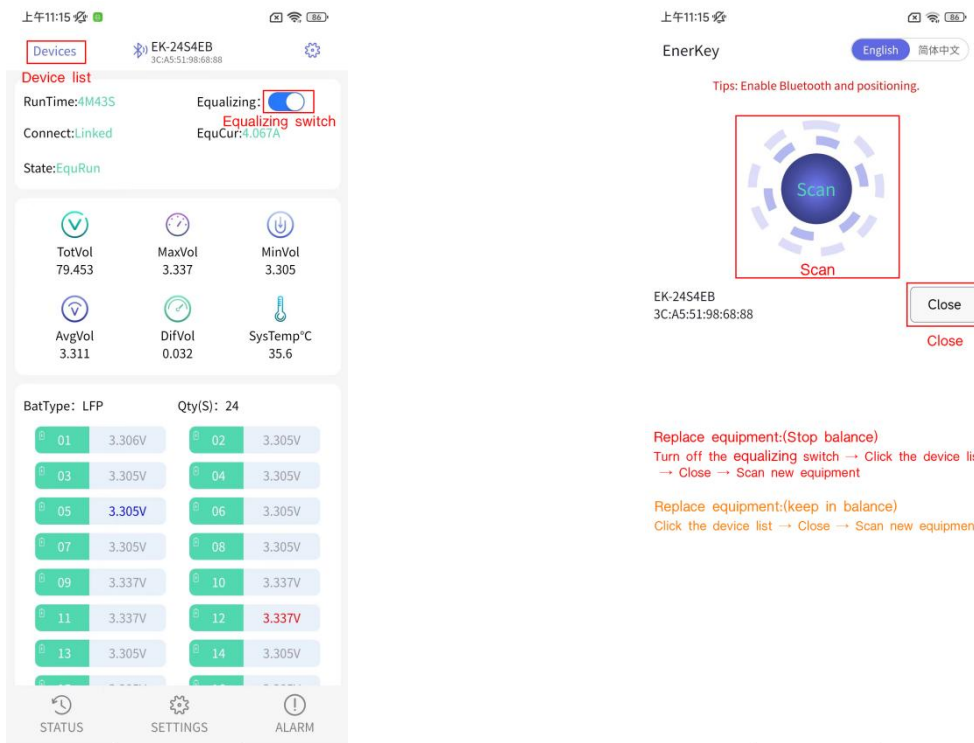 上午11:15
86
Devices
EK-24S4EB
3C:A5:51:98:68:88
Device list
RunTime:4M43S
Equalizing:
Equalizing switch
Connect:Linked
EquCur:4.067A
State:EquRun
TotVol
MaxVol
MinVol
79.453
3.337
3.305
AvgVol
DifVol
SysTemp°C
3.311
0.032
35.6
BatType: LFP
Qty(S): 24
01 3.306V
02 3.305V
03 3.305V
04 3.305V
05 3.305V
06 3.305V
07 3.305V
08 3.305V
09 3.337V
10 3.337V
11 3.337V
12 3.337V
13 3.305V
14 3.305V
STATUS
SETTINGS
ALARM
上午11:15
86
EnerKey
English
简体中文
Tips: Enable Bluetooth and positioning.
Scan
Scan
EK-24S4EB
3C:A5:51:98:68:88
Close
Close
Replace equipment:(Stop balance)
Turn off the equalizing switch → Click the device
→ Close → Scan new equipment
Replace equipment:(keep in balance)
Click the device list → Close → Scan new